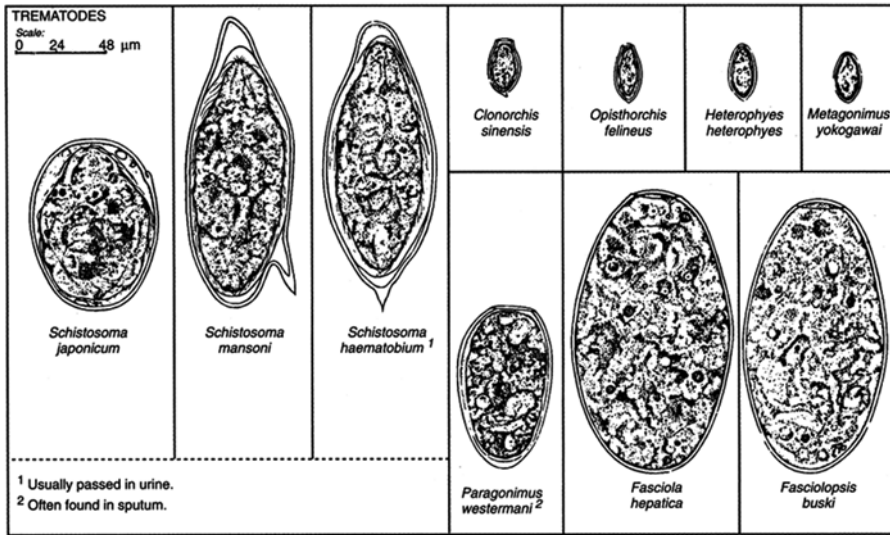 TREMATODES
Scale:
0 24 48 μm
Schistosoma
japonicum
Schistosoma
mansoni
Schistosoma
haematobium ¹
Clonorchis
sinensis
Opisthorchis
felineus
Heterophyes
heterophyes
Metagonimus
yokogawai
Paragonimus
westermani ²
Fasciola
hepatica
Fasciolopsis
buski
¹ Usually passed in urine.
² Often found in sputum.